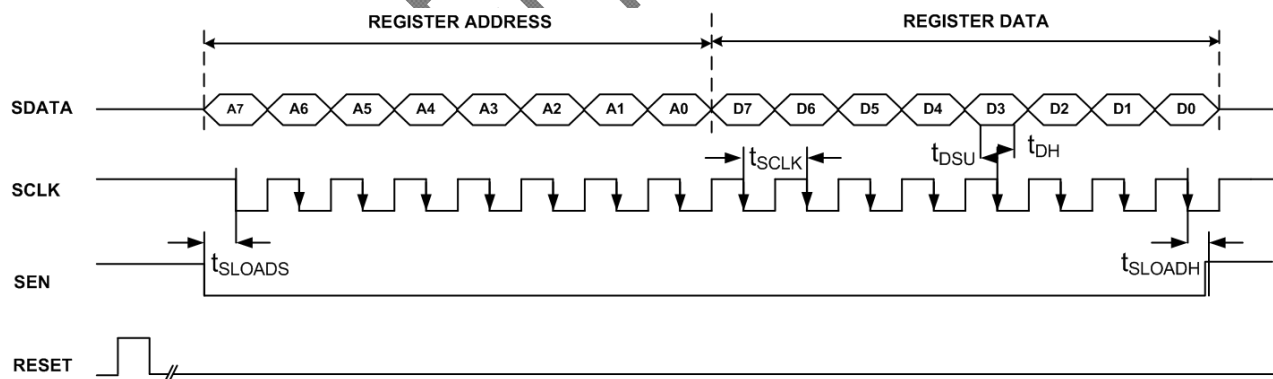 REGISTER ADDRESS REGISTER DATA
SDATA A7 A6 A5 A4 A3 A2 A1 A0 D7 D6 D5 D4 D3 D2 D1 D0
tSCLK tDSU tDH
SCLK
tSLOADS tSLOADH
SEN
RESET